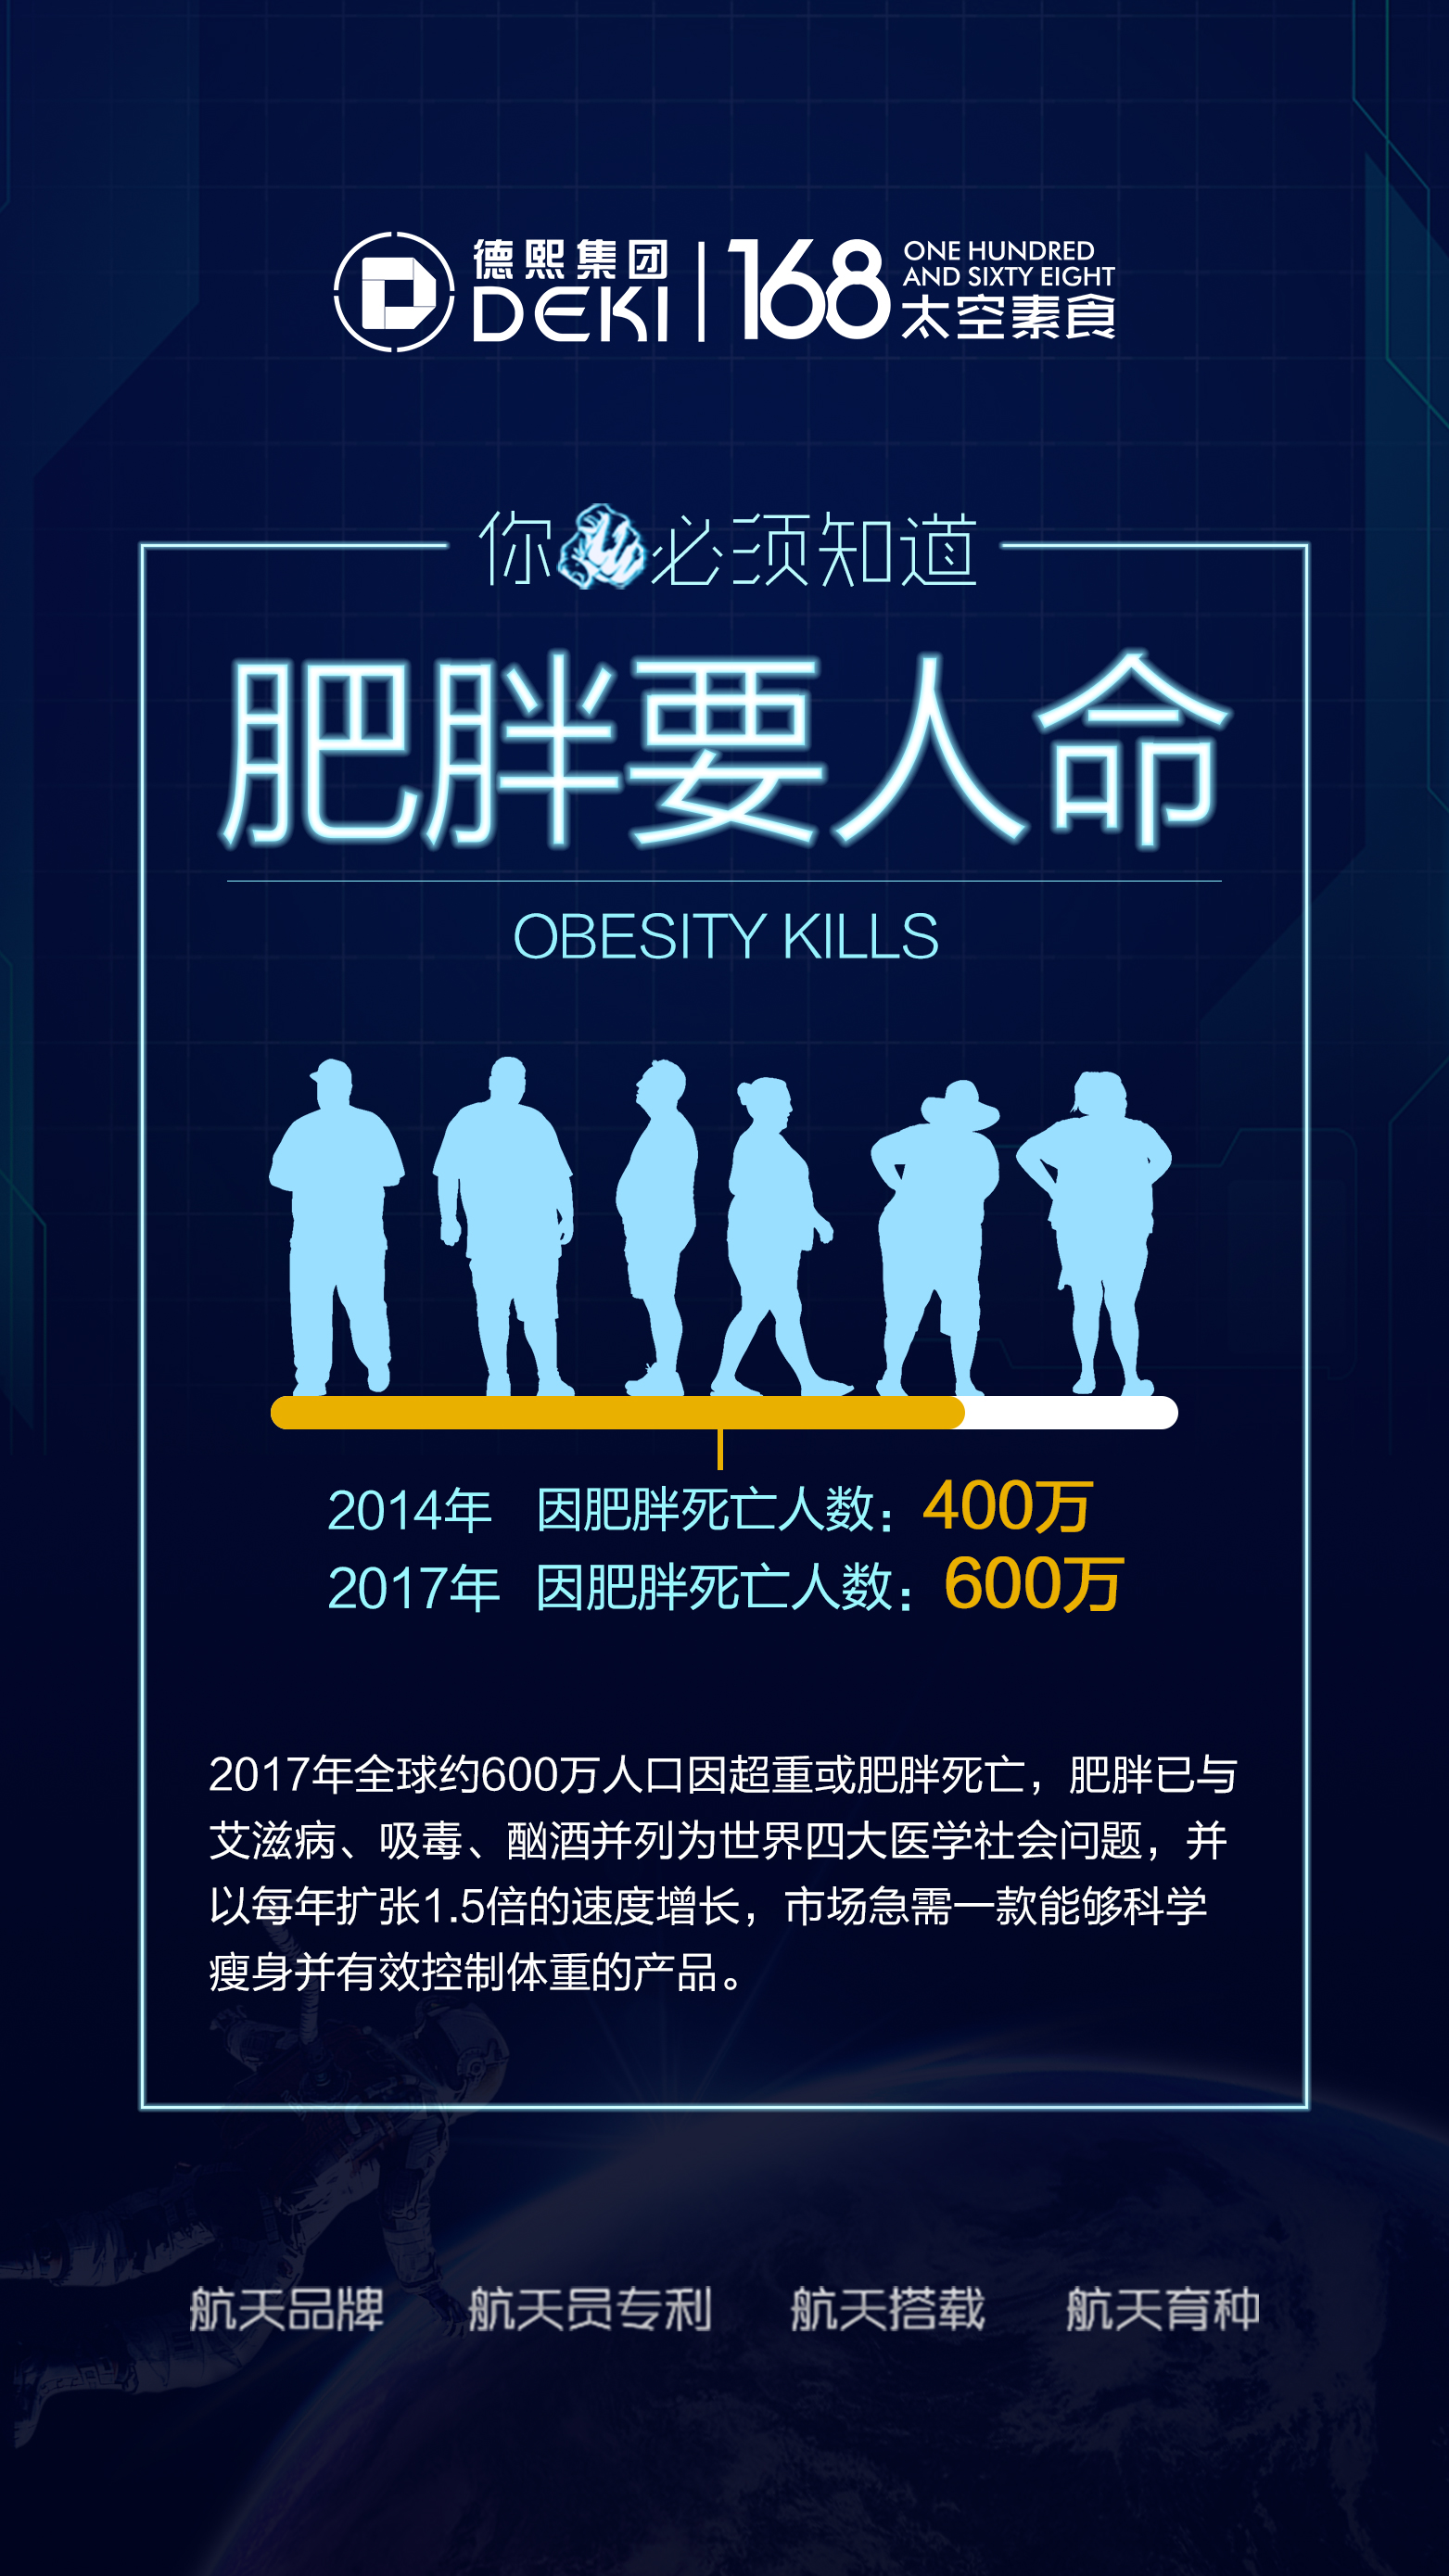 德熙集团
DEKI
168
ONE HUNDRED
AND SIXTY EIGHT
太空素食
你必须知道
肥胖要人命
OBESITY KILLS
2014年 因肥胖死亡人数：400万
2017年 因肥胖死亡人数：600万
2017年全球约600万人口因超重或肥胖死亡，肥胖已与
艾滋病、吸毒、酗酒并列为世界四大医学社会问题，并
以每年扩张1.5倍的速度增长，市场急需一款能够科学
瘦身并有效控制体重的产品。
航天品牌 航天员专利 航天搭载 航天育种